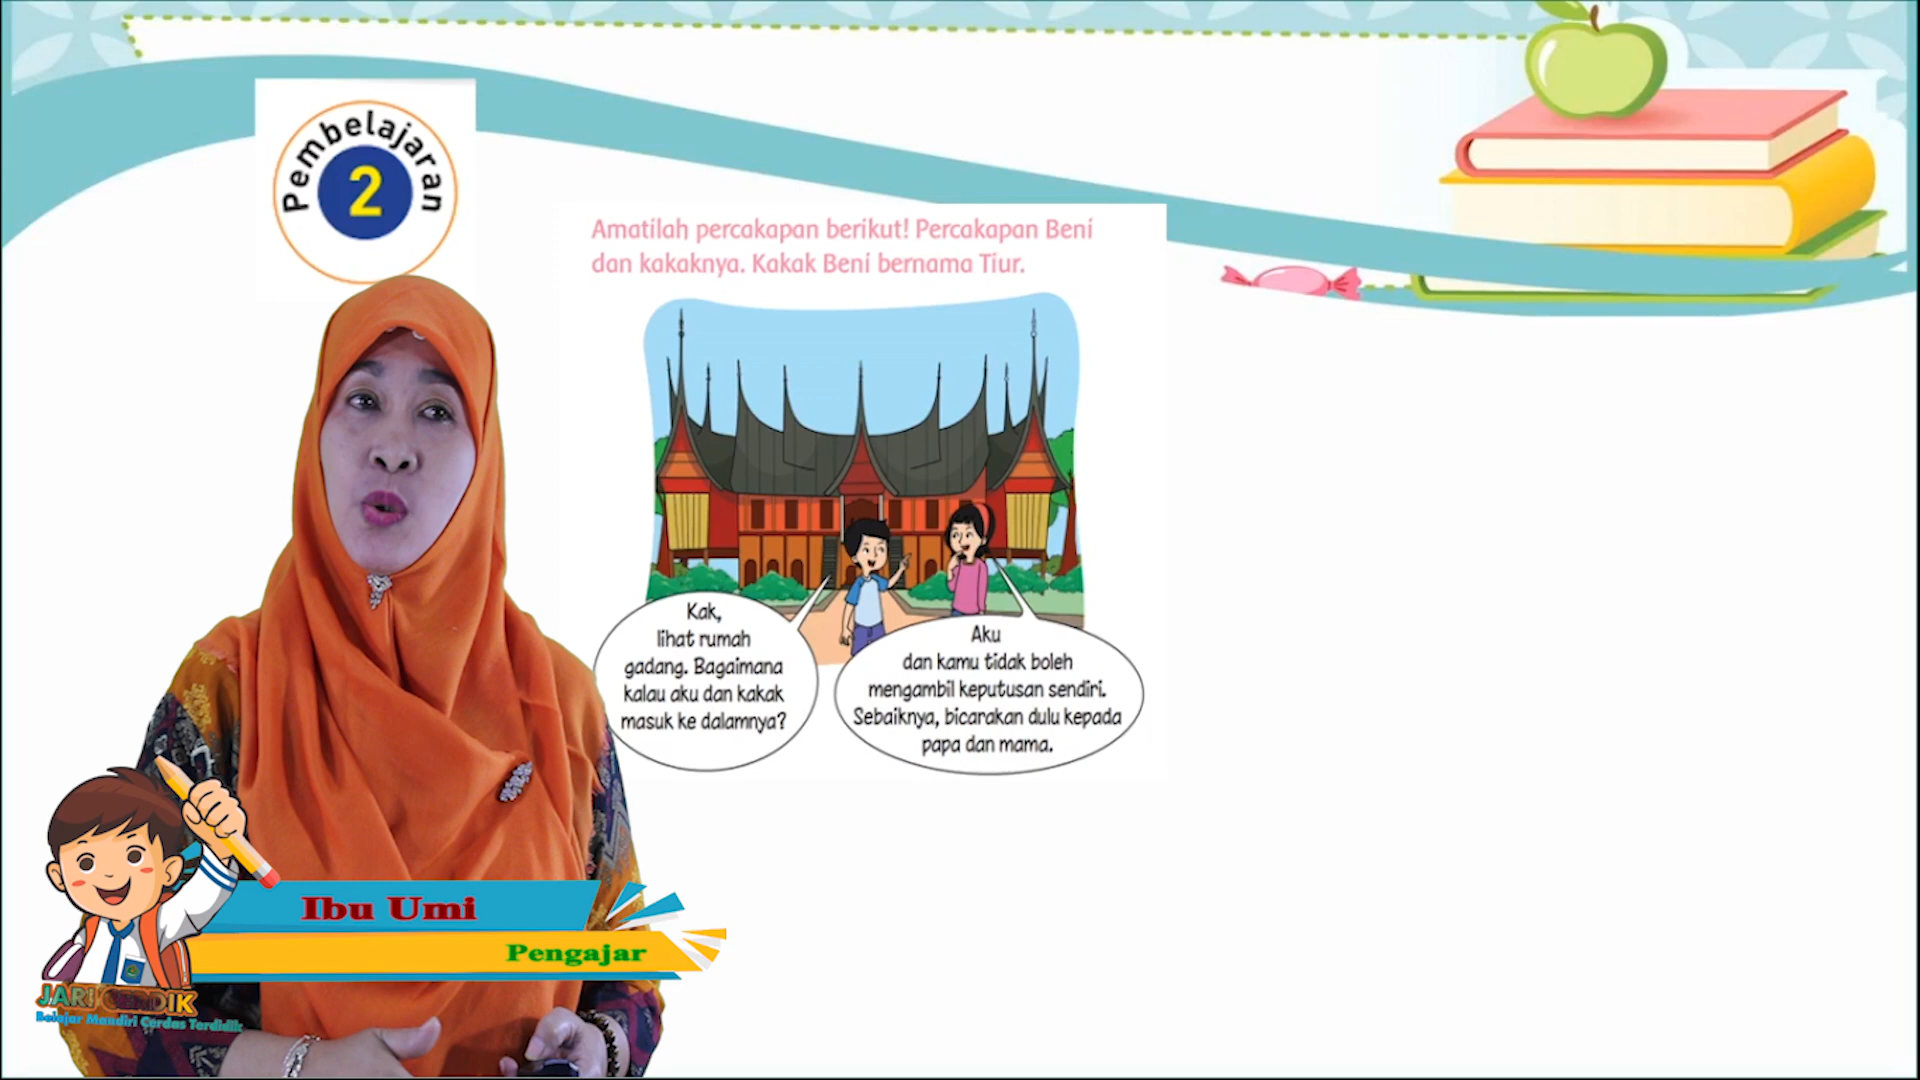 Pembelajaran
2
Amatilah percakapan berikut! Percakapan Beni
dan kakaknya. Kakak Beni bernama Tiur.
Kak,
lihat rumah
gadang. Bagaimana
kalau aku dan kakak
masuk ke dalamnya?
Aku
dan kamu tidak boleh
mengambil keputusan sendiri.
Sebaiknya, bicarakan dulu kepada
papa dan mama.
Ibu Umi
Pengajar
JARI CERDIK
Belajar Mandiri Cerdas Terdidik